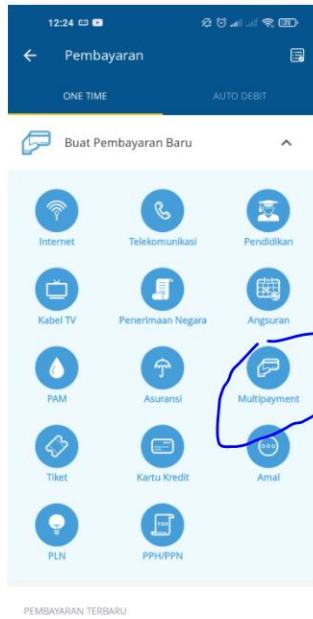 12:24
Pembayaran
ONE TIME AUTO DEBIT
Buat Pembayaran Baru
Internet Telekomunikasi Pendidikan
Kabel TV Penerimaan Negara Angsuran
PAM Asuransi Multipayment
Tiket Kartu Kredit Amal
PLN PPH/PPN
PEMBAYARAN TERBARU